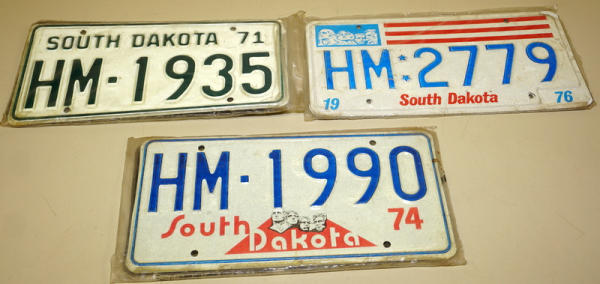 SOUTH DAKOTA 71
HM·1935
HM 2779
19 South Dakota 76
HM·1990
South Dakota 74